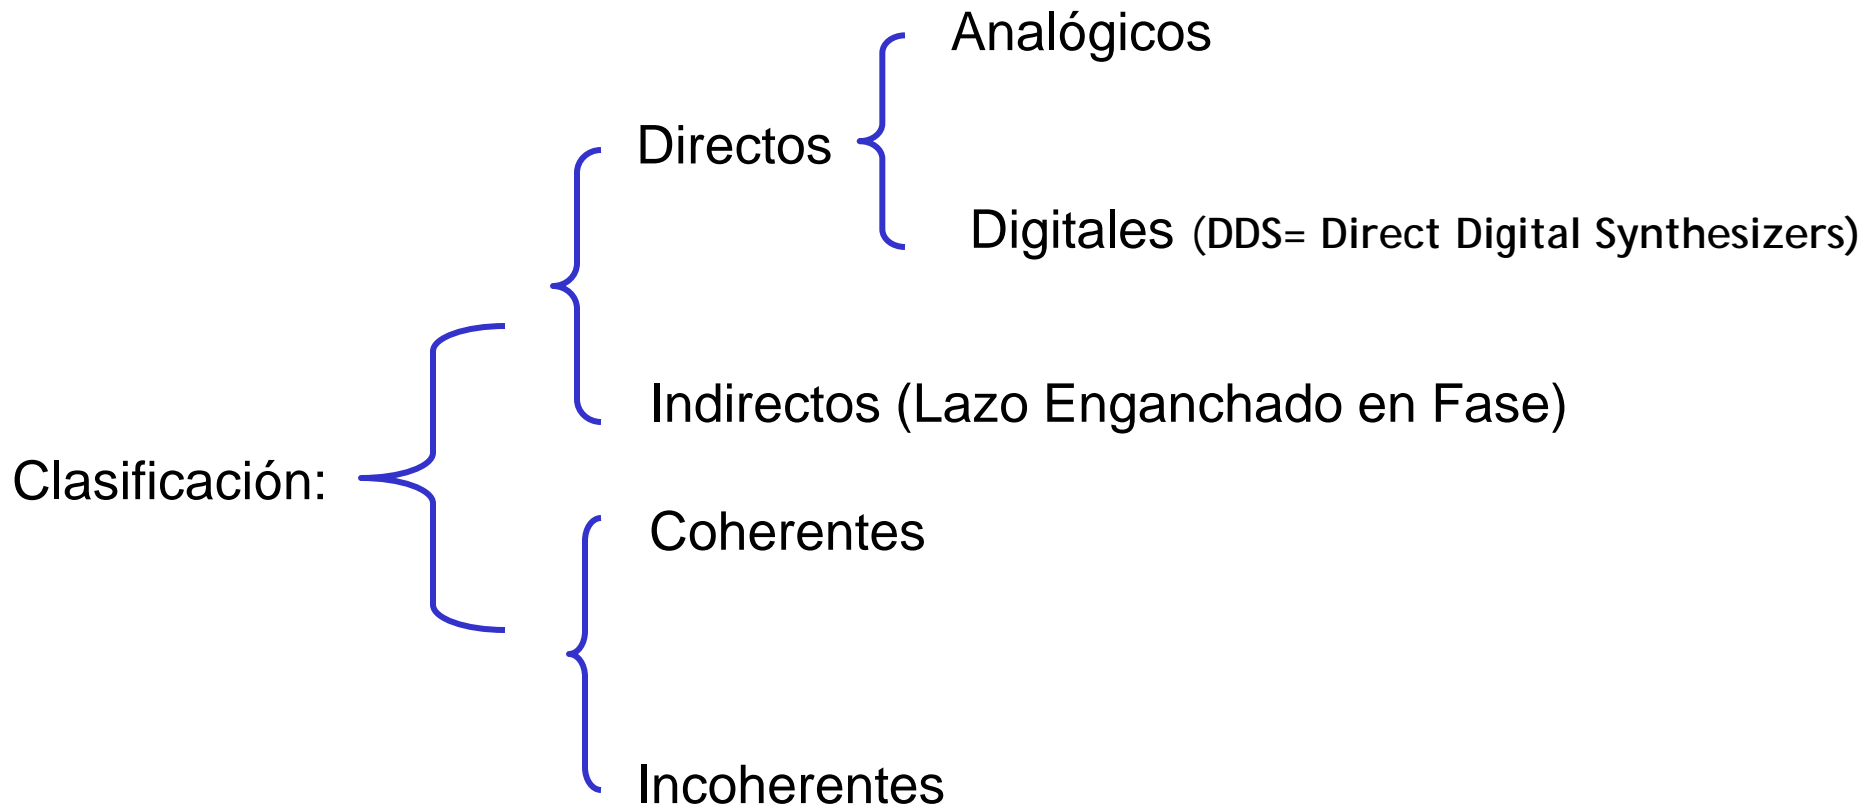 Analógicos
Directos
Digitales (DDS= Direct Digital Synthesizers)
Indirectos (Lazo Enganchado en Fase)
Clasificación:
Coherentes
Incoherentes